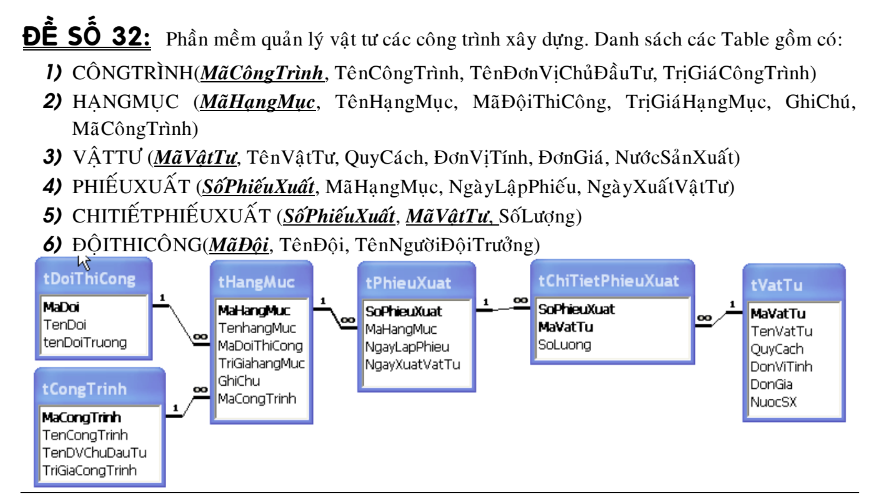 ĐỀ SỐ 32: Phần mềm quản lý vật tư các công trình xây dựng. Danh sách các Table gồm có:
1) CÔNGTRÌNH(MãCôngTrình, TênCôngTrình, TênĐơnVịChủĐầuTư, TrịGiáCôngTrình)
2) HẠNGMỤC (MãHạngMục, TênHạngMục, MãĐộiThiCông, TrịGiáHạngMục, GhiChú,
MãCôngTrình)
3) VẬTTƯ (MãVậtTư, TênVậtTư, QuyCách, ĐơnVịTính, ĐơnGiá, NướcSảnXuất)
4) PHIẾUXUẤT (SốPhiếuXuất, MãHạngMục, NgàyLậpPhiếu, NgàyXuấtVậtTư)
5) CHITIẾTPHIẾUXUẤT (SốPhiếuXuất, MãVậtTư, SốLượng)
6) ĐỘITHICÔNG(MãĐội, TênĐội, TênNgườiĐộiTrưởng)
tDoiThiCong
MaDoi
TenDoi
tenDoiTruong
1
∞
tCongTrinh
MaCongTrinh
TenCongTrinh
TenDVChuDauTu
TriGiaCongTrinh
1
∞
tHangMuc
MaHangMuc
TenhangMuc
MaDoiThiCong
TriGiahangMuc
GhiChu
MaCongTrinh
1
∞
tPhieuXuat
SoPhieuXuat
MaHangMuc
NgayLapPhieu
NgayXuatVatTu
1
∞
tChiTietPhieuXuat
SoPhieuXuat
MaVatTu
SoLuong
∞
1
tVatTu
MaVatTu
TenVatTu
QuyCach
DonViTinh
DonGia
NuocSX